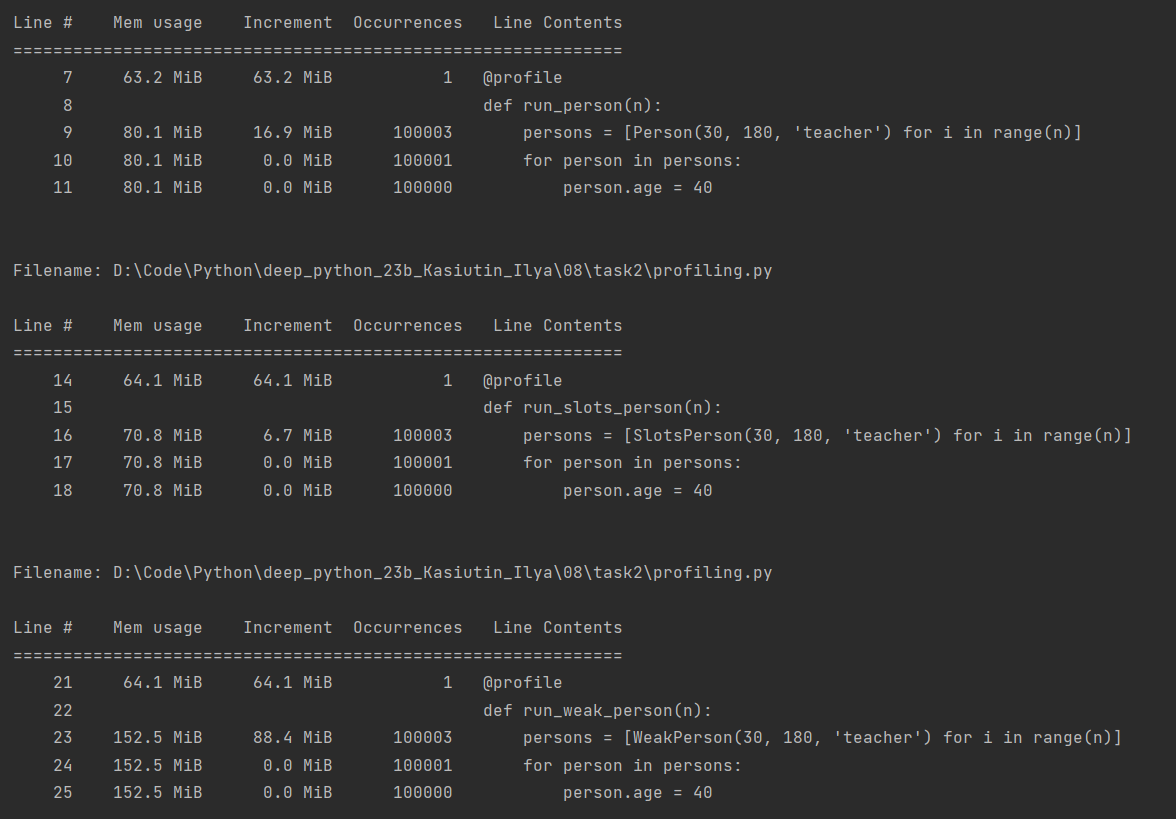 Line #    Mem usage    Increment  Occurrences   Line Contents
=============================================================
     7     63.2 MiB     63.2 MiB           1   @profile
     8                                         def run_person(n):
     9     80.1 MiB     16.9 MiB      100003       persons = [Person(30, 180, 'teacher') for i in range(n)]
    10     80.1 MiB      0.0 MiB      100001       for person in persons:
    11     80.1 MiB      0.0 MiB      100000           person.age = 40
Filename: D:\Code\Python\deep_python_23b_Kasiutin_Ilya\08\task2\profiling.py
Line #    Mem usage    Increment  Occurrences   Line Contents
=============================================================
    14     64.1 MiB     64.1 MiB           1   @profile
    15                                         def run_slots_person(n):
    16     70.8 MiB      6.7 MiB      100003       persons = [SlotsPerson(30, 180, 'teacher') for i in range(n)]
    17     70.8 MiB      0.0 MiB      100001       for person in persons:
    18     70.8 MiB      0.0 MiB      100000           person.age = 40
Filename: D:\Code\Python\deep_python_23b_Kasiutin_Ilya\08\task2\profiling.py
Line #    Mem usage    Increment  Occurrences   Line Contents
=============================================================
    21     64.1 MiB     64.1 MiB           1   @profile
    22                                         def run_weak_person(n):
    23    152.5 MiB     88.4 MiB      100003       persons = [WeakPerson(30, 180, 'teacher') for i in range(n)]
    24    152.5 MiB      0.0 MiB      100001       for person in persons:
    25    152.5 MiB      0.0 MiB      100000           person.age = 40